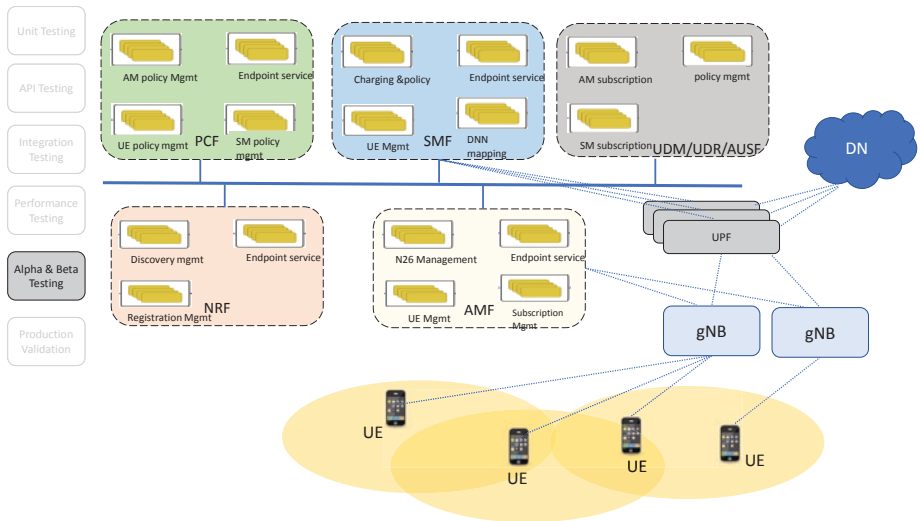 Unit Testing
API Testing
Integration
Testing
Performance
Testing
Alpha & Beta
Testing
Production
Validation
AM policy Mgmt
Endpoint service
UE policy mgmt
PCF
SM policy
mgmt
Charging &policy
Endpoint service
UE Mgmt
SMF
DNN
mapping
AM subscription
policy mgmt
SM subscription
UDM/UDR/AUSF
DN
Discovery mgmt
Endpoint service
Registration Mgmt
NRF
N26 Management
Endpoint service
UE Mgmt
AMF
Subscription
Mgmt
UPF
gNB
gNB
UE
UE
UE
UE